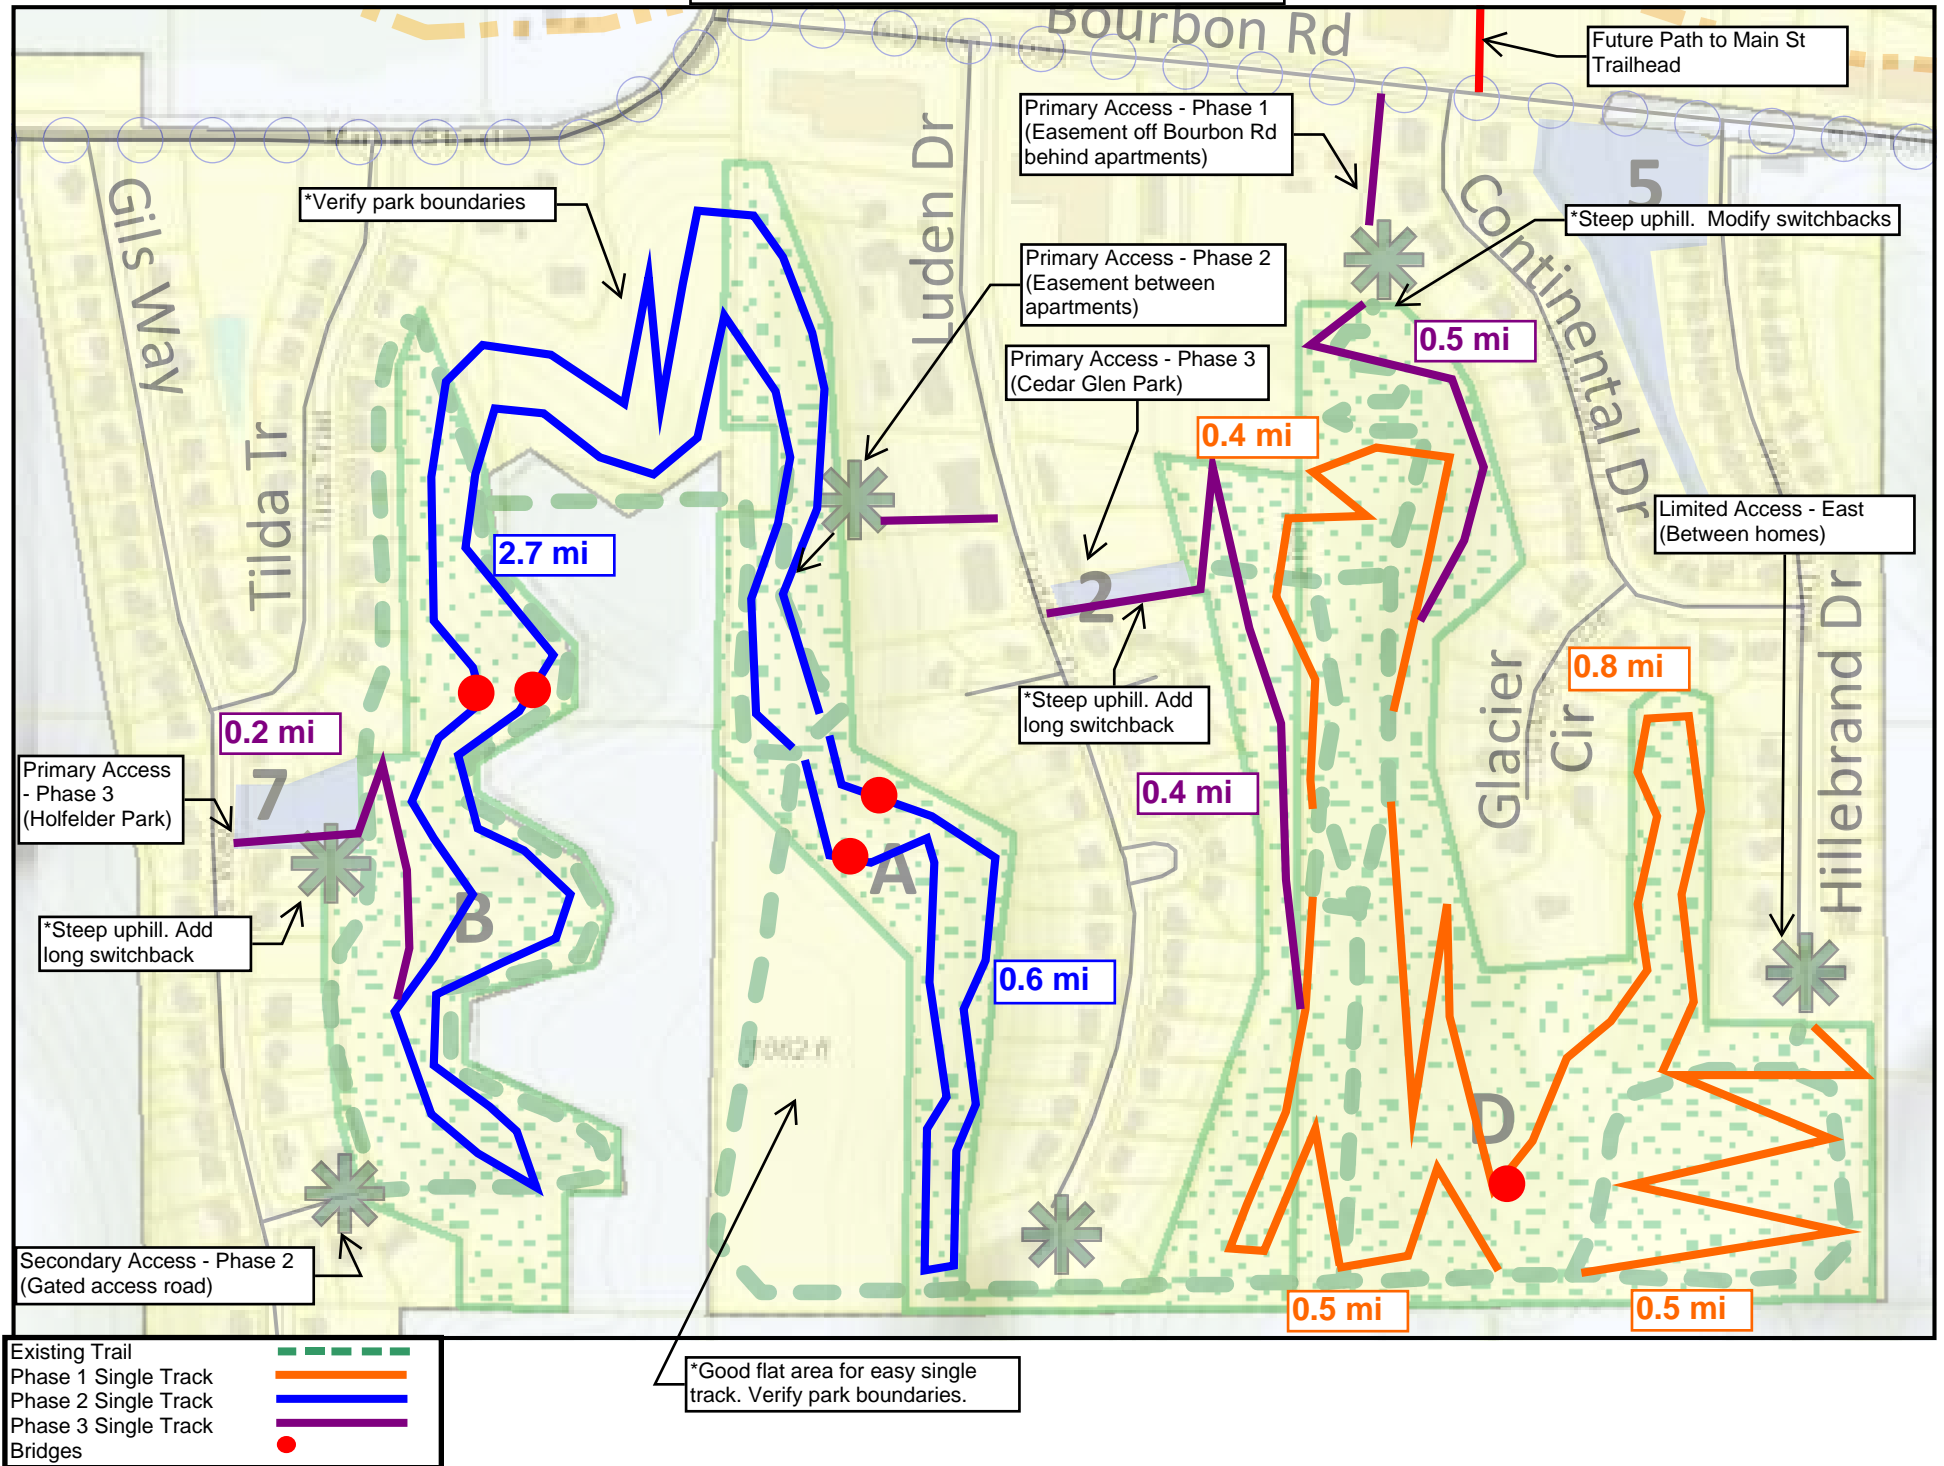 Bourbon Rd
Future Path to Main St
Trailhead
Primary Access - Phase 1
(Easement off Bourbon Rd
behind apartments)
5
*Verify park boundaries
*Steep uphill.  Modify switchbacks
Gils Way
Luden Dr
Continental Dr
Primary Access - Phase 2
(Easement between
apartments)
0.5 mi
Primary Access - Phase 3
(Cedar Glen Park)
0.4 mi
Tilda Tr
Limited Access - East
(Between homes)
2.7 mi
2
Hillebrand Dr
0.8 mi
Glacier
Cir
*Steep uphill. Add
long switchback
0.2 mi
Primary Access
- Phase 3
(Holfelder Park)
7
0.4 mi
A
B
*Steep uphill. Add
long switchback
0.6 mi
D
Secondary Access - Phase 2
(Gated access road)
0.5 mi
0.5 mi
*Good flat area for easy single
track. Verify park boundaries.
Existing Trail
Phase 1 Single Track
Phase 2 Single Track
Phase 3 Single Track
Bridges